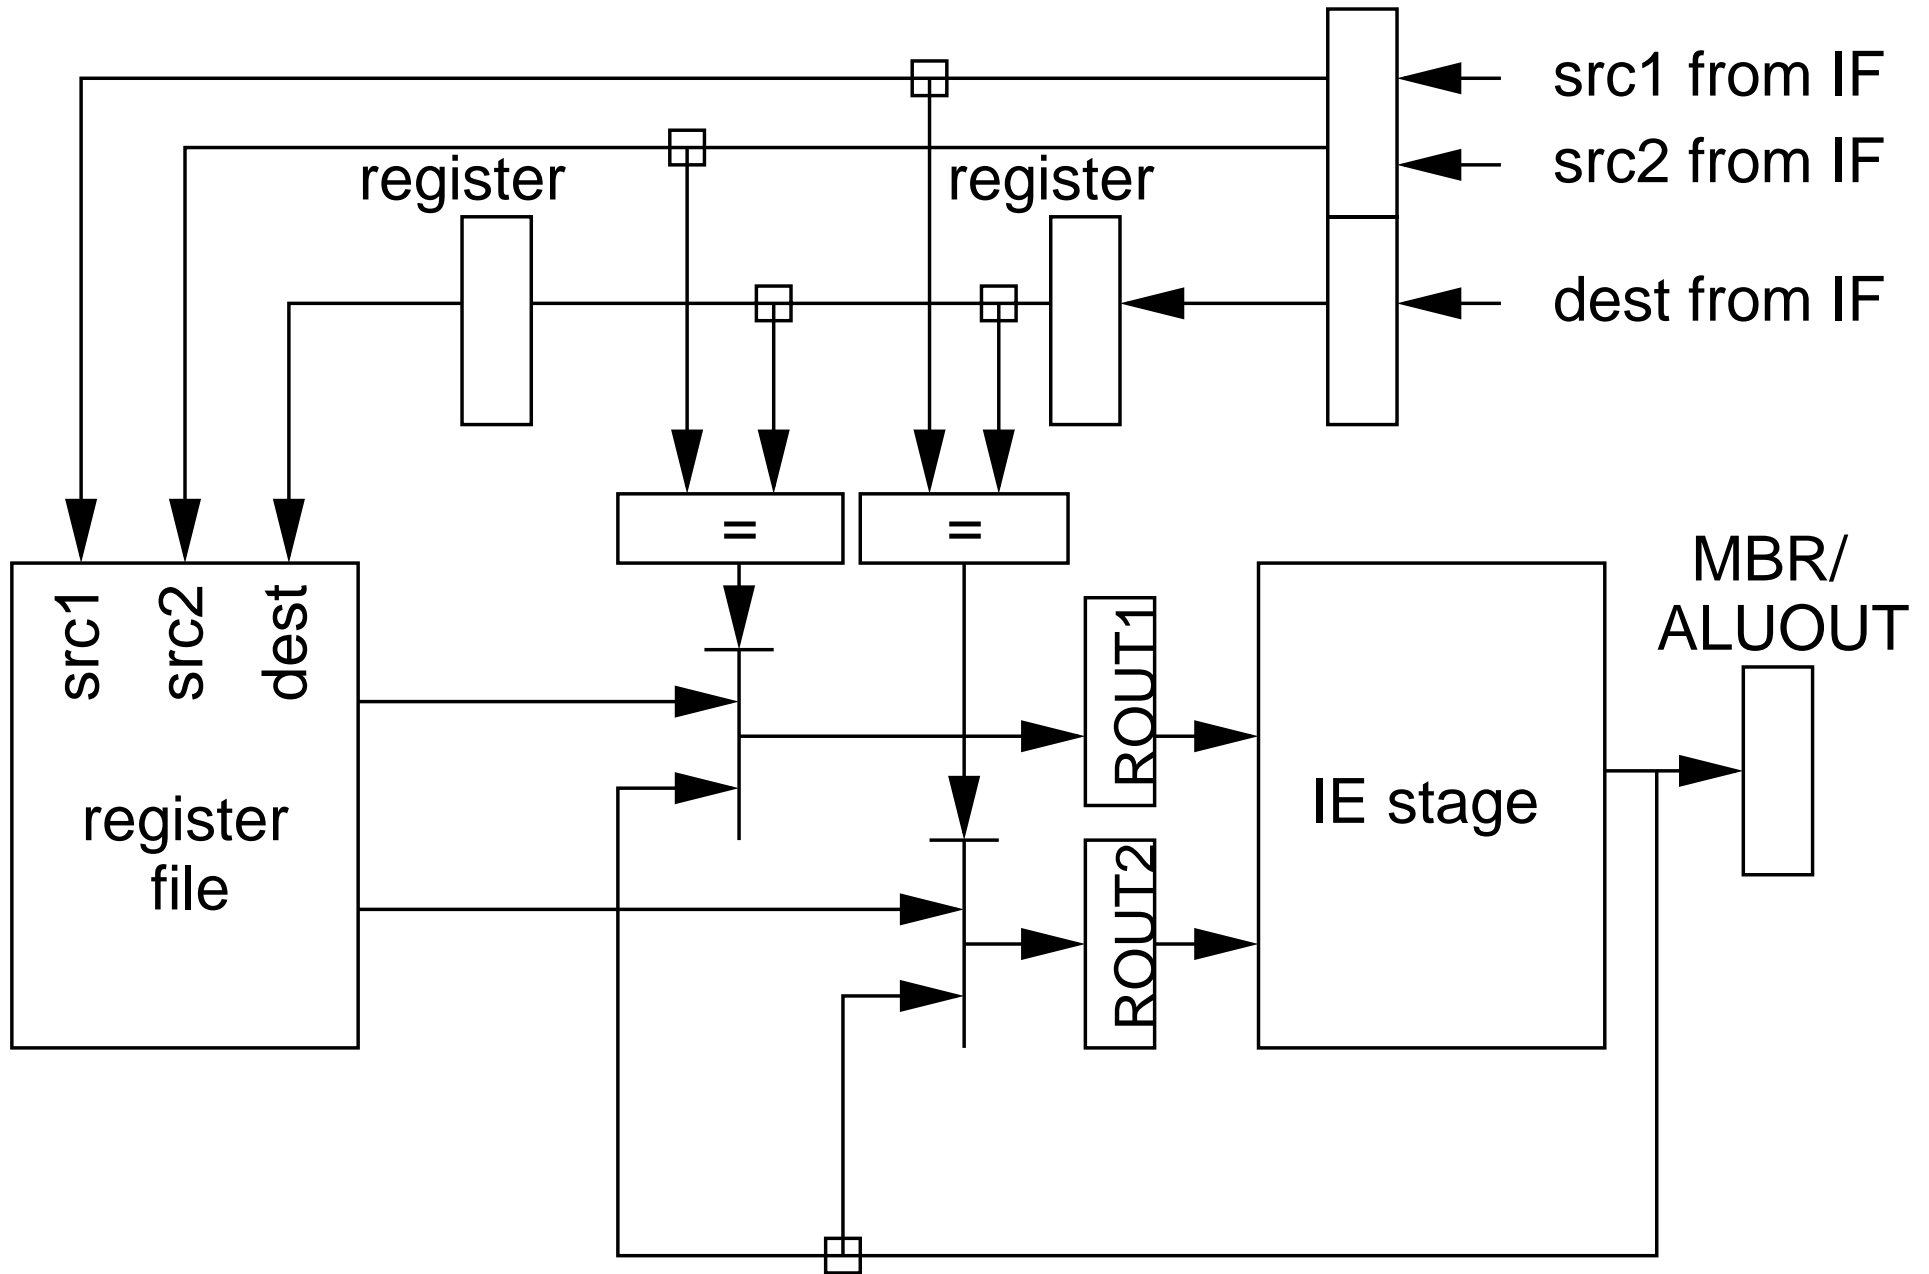 src1 from IF
src2 from IF
register
register
dest from IF
=
=
src1
src2
dest
register
file
ROUT1
ROUT2
IE stage
MBR/
ALUOUT